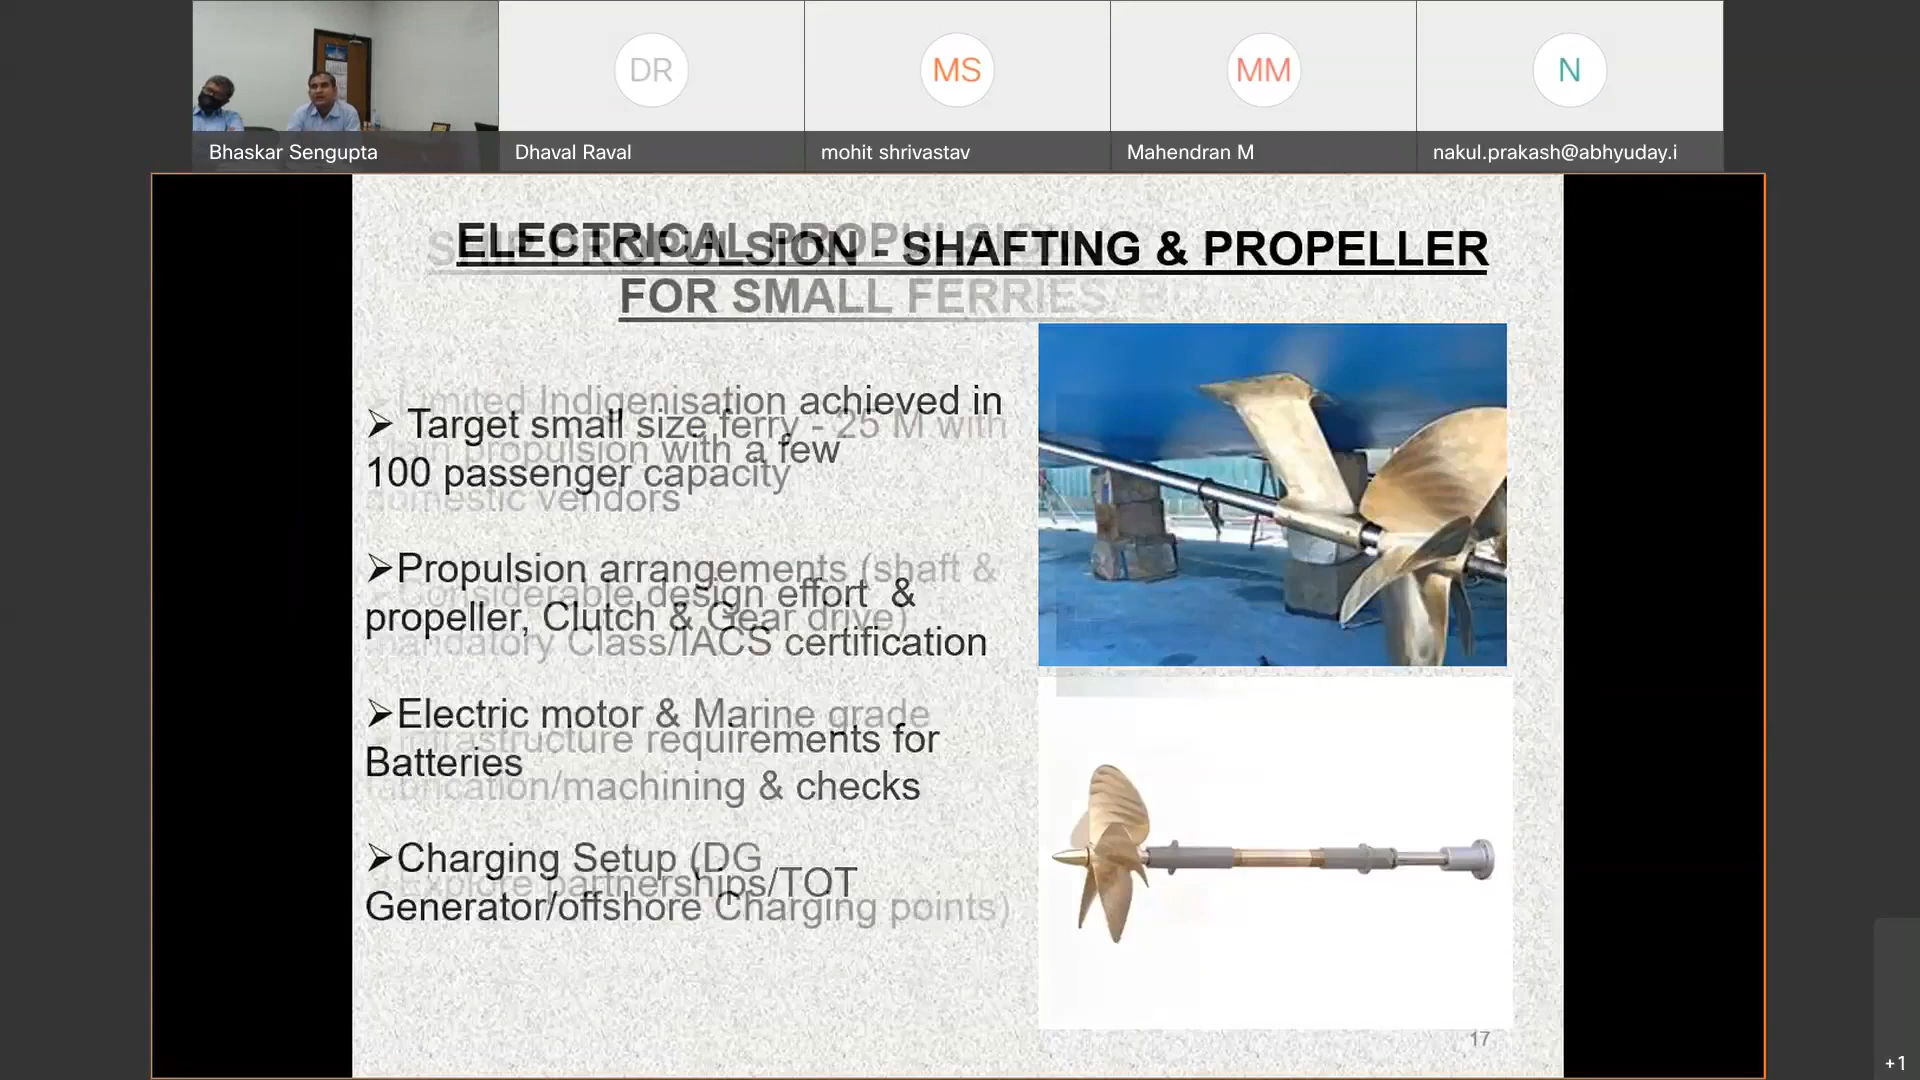 DR
MS
MM
N
Bhaskar Sengupta
Dhaval Raval
mohit shrivastav
Mahendran M
nakul.prakash@abhyuday.i
ELECTRICAL PROPULSION
SHIP PROPULSION - SHAFTING & PROPELLER
FOR SMALL FERRIES/BO
Limited Indigenisation achieved in
➢ Target small size ferry - 25 M with
propulsion with a few
100 passenger capacity
domestic vendors
➢Propulsion arrangements (shaft &
Considerable design effort &
propeller, Clutch & Gear drive)
mandatory Class/IACS certification
➢Electric motor & Marine grade
Infrastructure requirements for
Batteries
fabrication/machining & checks
➢Charging Setup (DG
Explore partnerships/TOT
Generator/offshore Charging points)
17
+1